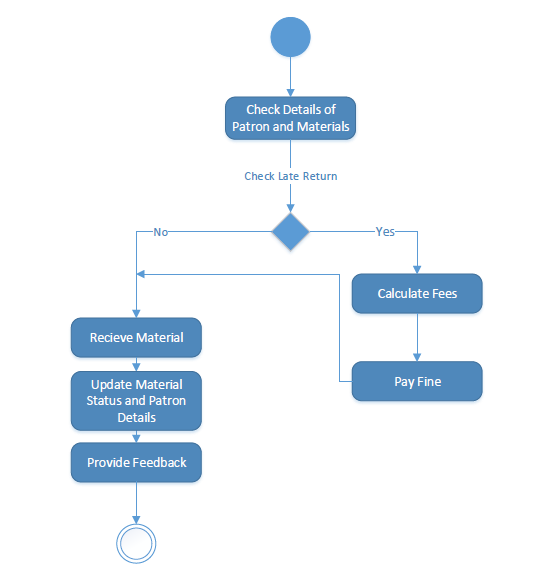 Check Details of
Patron and Materials
Check Late Return
No
Yes
Calculate Fees
Recieve Material
Pay Fine
Update Material
Status and Patron
Details
Provide Feedback